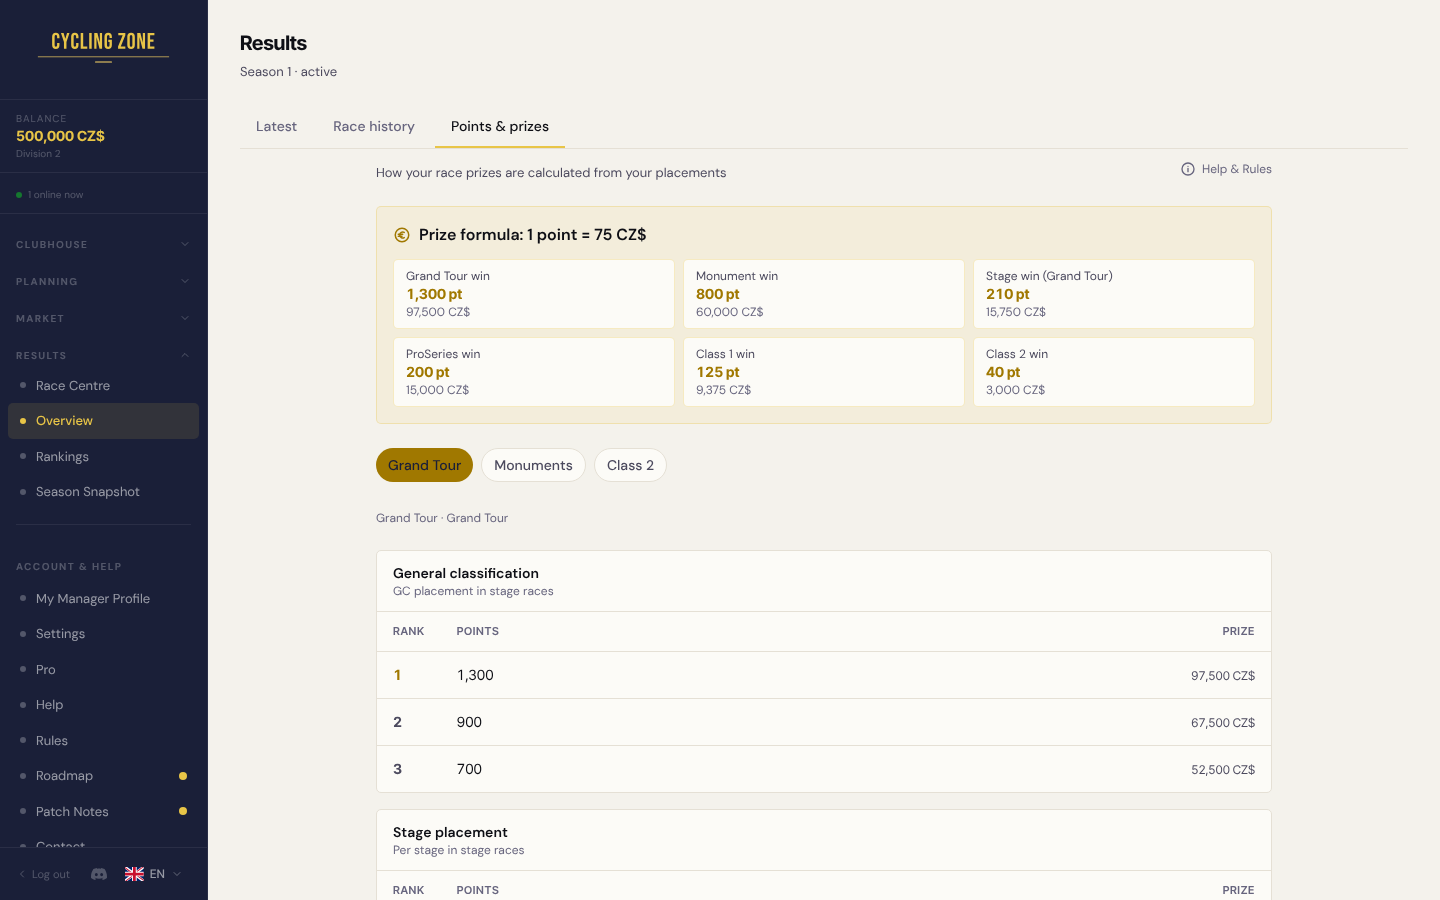 CYCLING ZONE
BALANCE
500,000 CZ$
Division 2
1 online now
CLUBHOUSE
PLANNING
MARKET
RESULTS
Race Centre
Overview
Rankings
Season Snapshot
ACCOUNT & HELP
My Manager Profile
Settings
Pro
Help
Rules
Roadmap
Patch Notes
Contact
Log out
EN
Results
Season 1 · active
Latest
Race history
Points & prizes
How your race prizes are calculated from your placements
Help & Rules
Prize formula: 1 point = 75 CZ$
Grand Tour win
1,300 pt
97,500 CZ$
Monument win
800 pt
60,000 CZ$
Stage win (Grand Tour)
210 pt
15,750 CZ$
ProSeries win
200 pt
15,000 CZ$
Class 1 win
125 pt
9,375 CZ$
Class 2 win
40 pt
3,000 CZ$
Grand Tour
Monuments
Class 2
Grand Tour · Grand Tour
General classification
GC placement in stage races
RANK POINTS PRIZE
1 1,300 97,500 CZ$
2 900 67,500 CZ$
3 700 52,500 CZ$
Stage placement
Per stage in stage races
RANK POINTS PRIZE